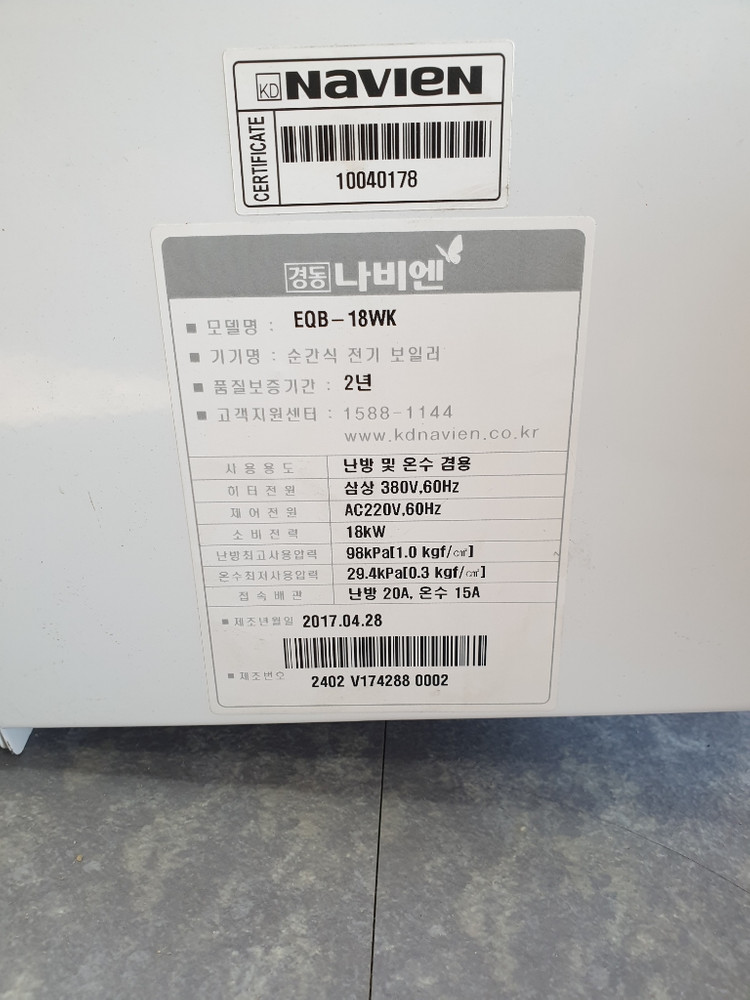 KD NAVIEN
CERTIFICATE
10040178
경동 나비엔
■ 모델명 : EQB-18WK
■ 기기명 : 순간식 전기 보일러
■ 품질보증기간 : 2년
■ 고객지원센터 : 1588-1144
www.kdnavien.co.kr
사용용도 난방 및 온수 겸용
히터전원 삼상 380V,60Hz
제어전원 AC220V,60Hz
소비전력 18kW
난방최고사용압력 98kPa[1.0 kgf/㎠]
온수최저사용압력 29.4kPa[0.3 kgf/㎠]
접속배관 난방 20A, 온수 15A
■ 제조년월일 2017.04.28
■ 제조번호 2402 V174288 0002